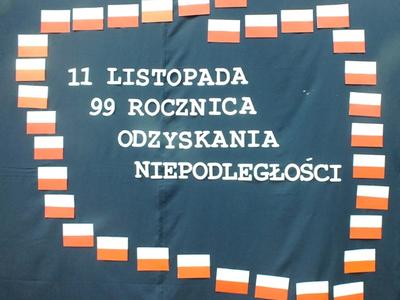 11 LISTOPADA
99 ROCZNICA
ODZYSKANIA
NIEPODLEGŁOŚCI